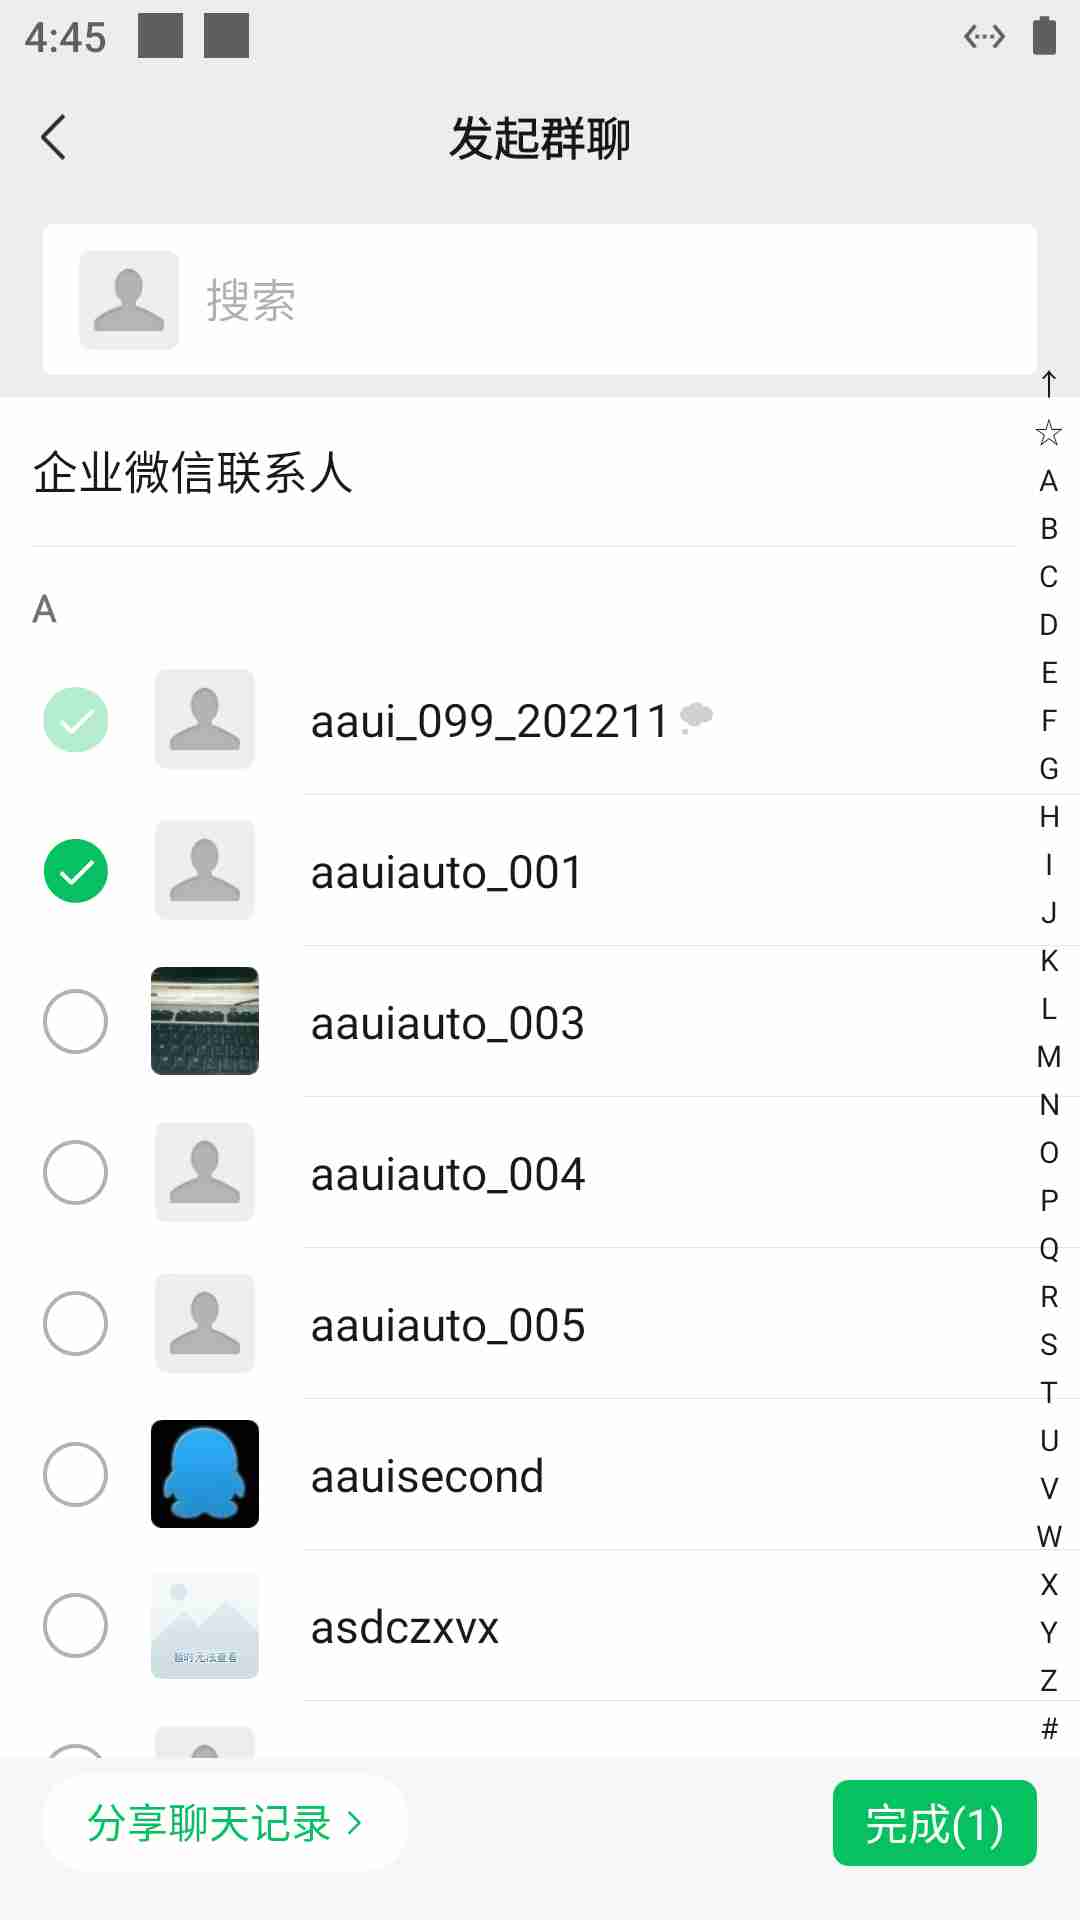 4:45
发起群聊
搜索
↑
☆
企业微信联系人
A
aaui_099_202211
aauiauto_001
aauiauto_003
aauiauto_004
aauiauto_005
aauisecond
暂时无法查看
asdczxvx
A
B
C
D
E
F
G
H
I
J
K
L
M
N
O
P
Q
R
S
T
U
V
W
X
Y
Z
#
分享聊天记录 >
完成(1)